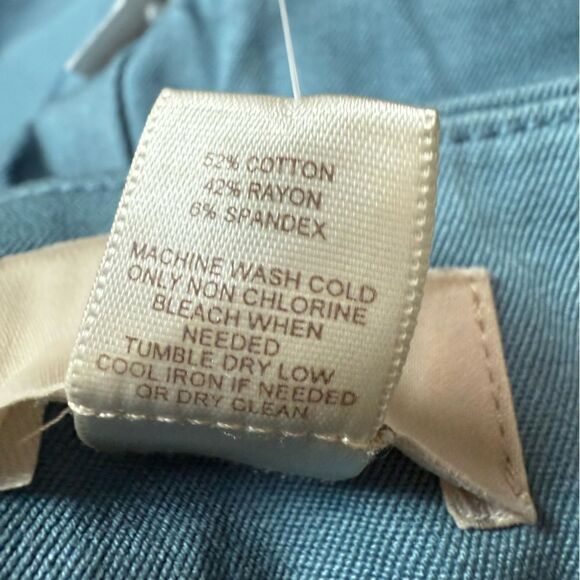 52% COTTON
42% RAYON
6% SPANDEX
MACHINE WASH COLD
ONLY NON CHLORINE
BLEACH WHEN
NEEDED
TUMBLE DRY LOW
COOL IRON IF NEEDED
OR DRY CLEAN